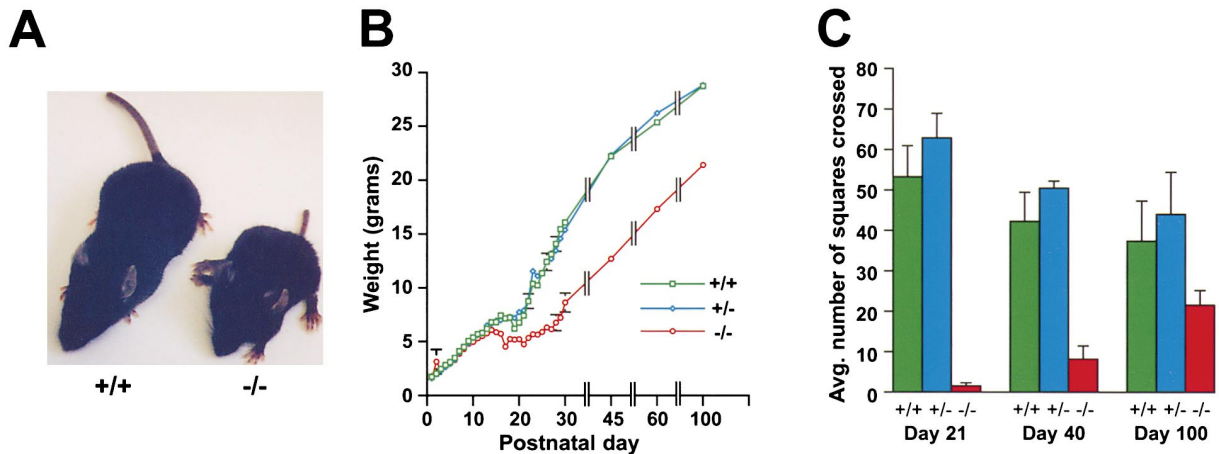 A
+/+ -/-
B
Weight (grams)
30
25
20
15
10
5
0
+/+
+/-
-/-
0 10 20 30 45 60 100
Postnatal day
C
Avg. number of squares crossed
80
70
60
50
40
30
20
10
0
+/+ +/- -/- +/+ +/- -/- +/+ +/- -/-
Day 21 Day 40 Day 100